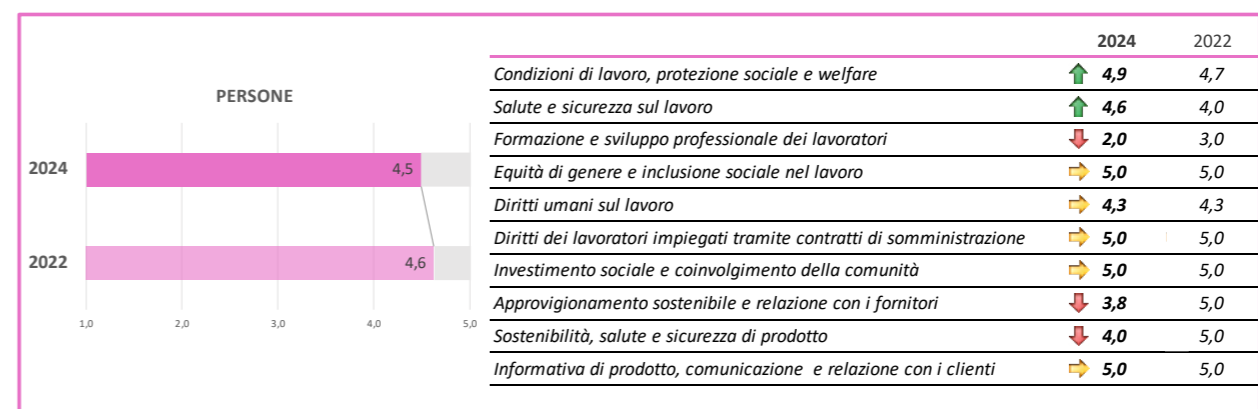 2024 2022
PERSONE
2024 4,5
2022 4,6
1,0 2,0 3,0 4,0 5,0
Condizioni di lavoro, protezione sociale e welfare 4,9 4,7
Salute e sicurezza sul lavoro 4,6 4,0
Formazione e sviluppo professionale dei lavoratori 2,0 3,0
Equità di genere e inclusione sociale nel lavoro 5,0 5,0
Diritti umani sul lavoro 4,3 4,3
Diritti dei lavoratori impiegati tramite contratti di somministrazione 5,0 5,0
Investimento sociale e coinvolgimento della comunità 5,0 5,0
Approvigionamento sostenibile e relazione con i fornitori 3,8 5,0
Sostenibilità, salute e sicurezza di prodotto 4,0 5,0
Informativa di prodotto, comunicazione e relazione con i clienti 5,0 5,0